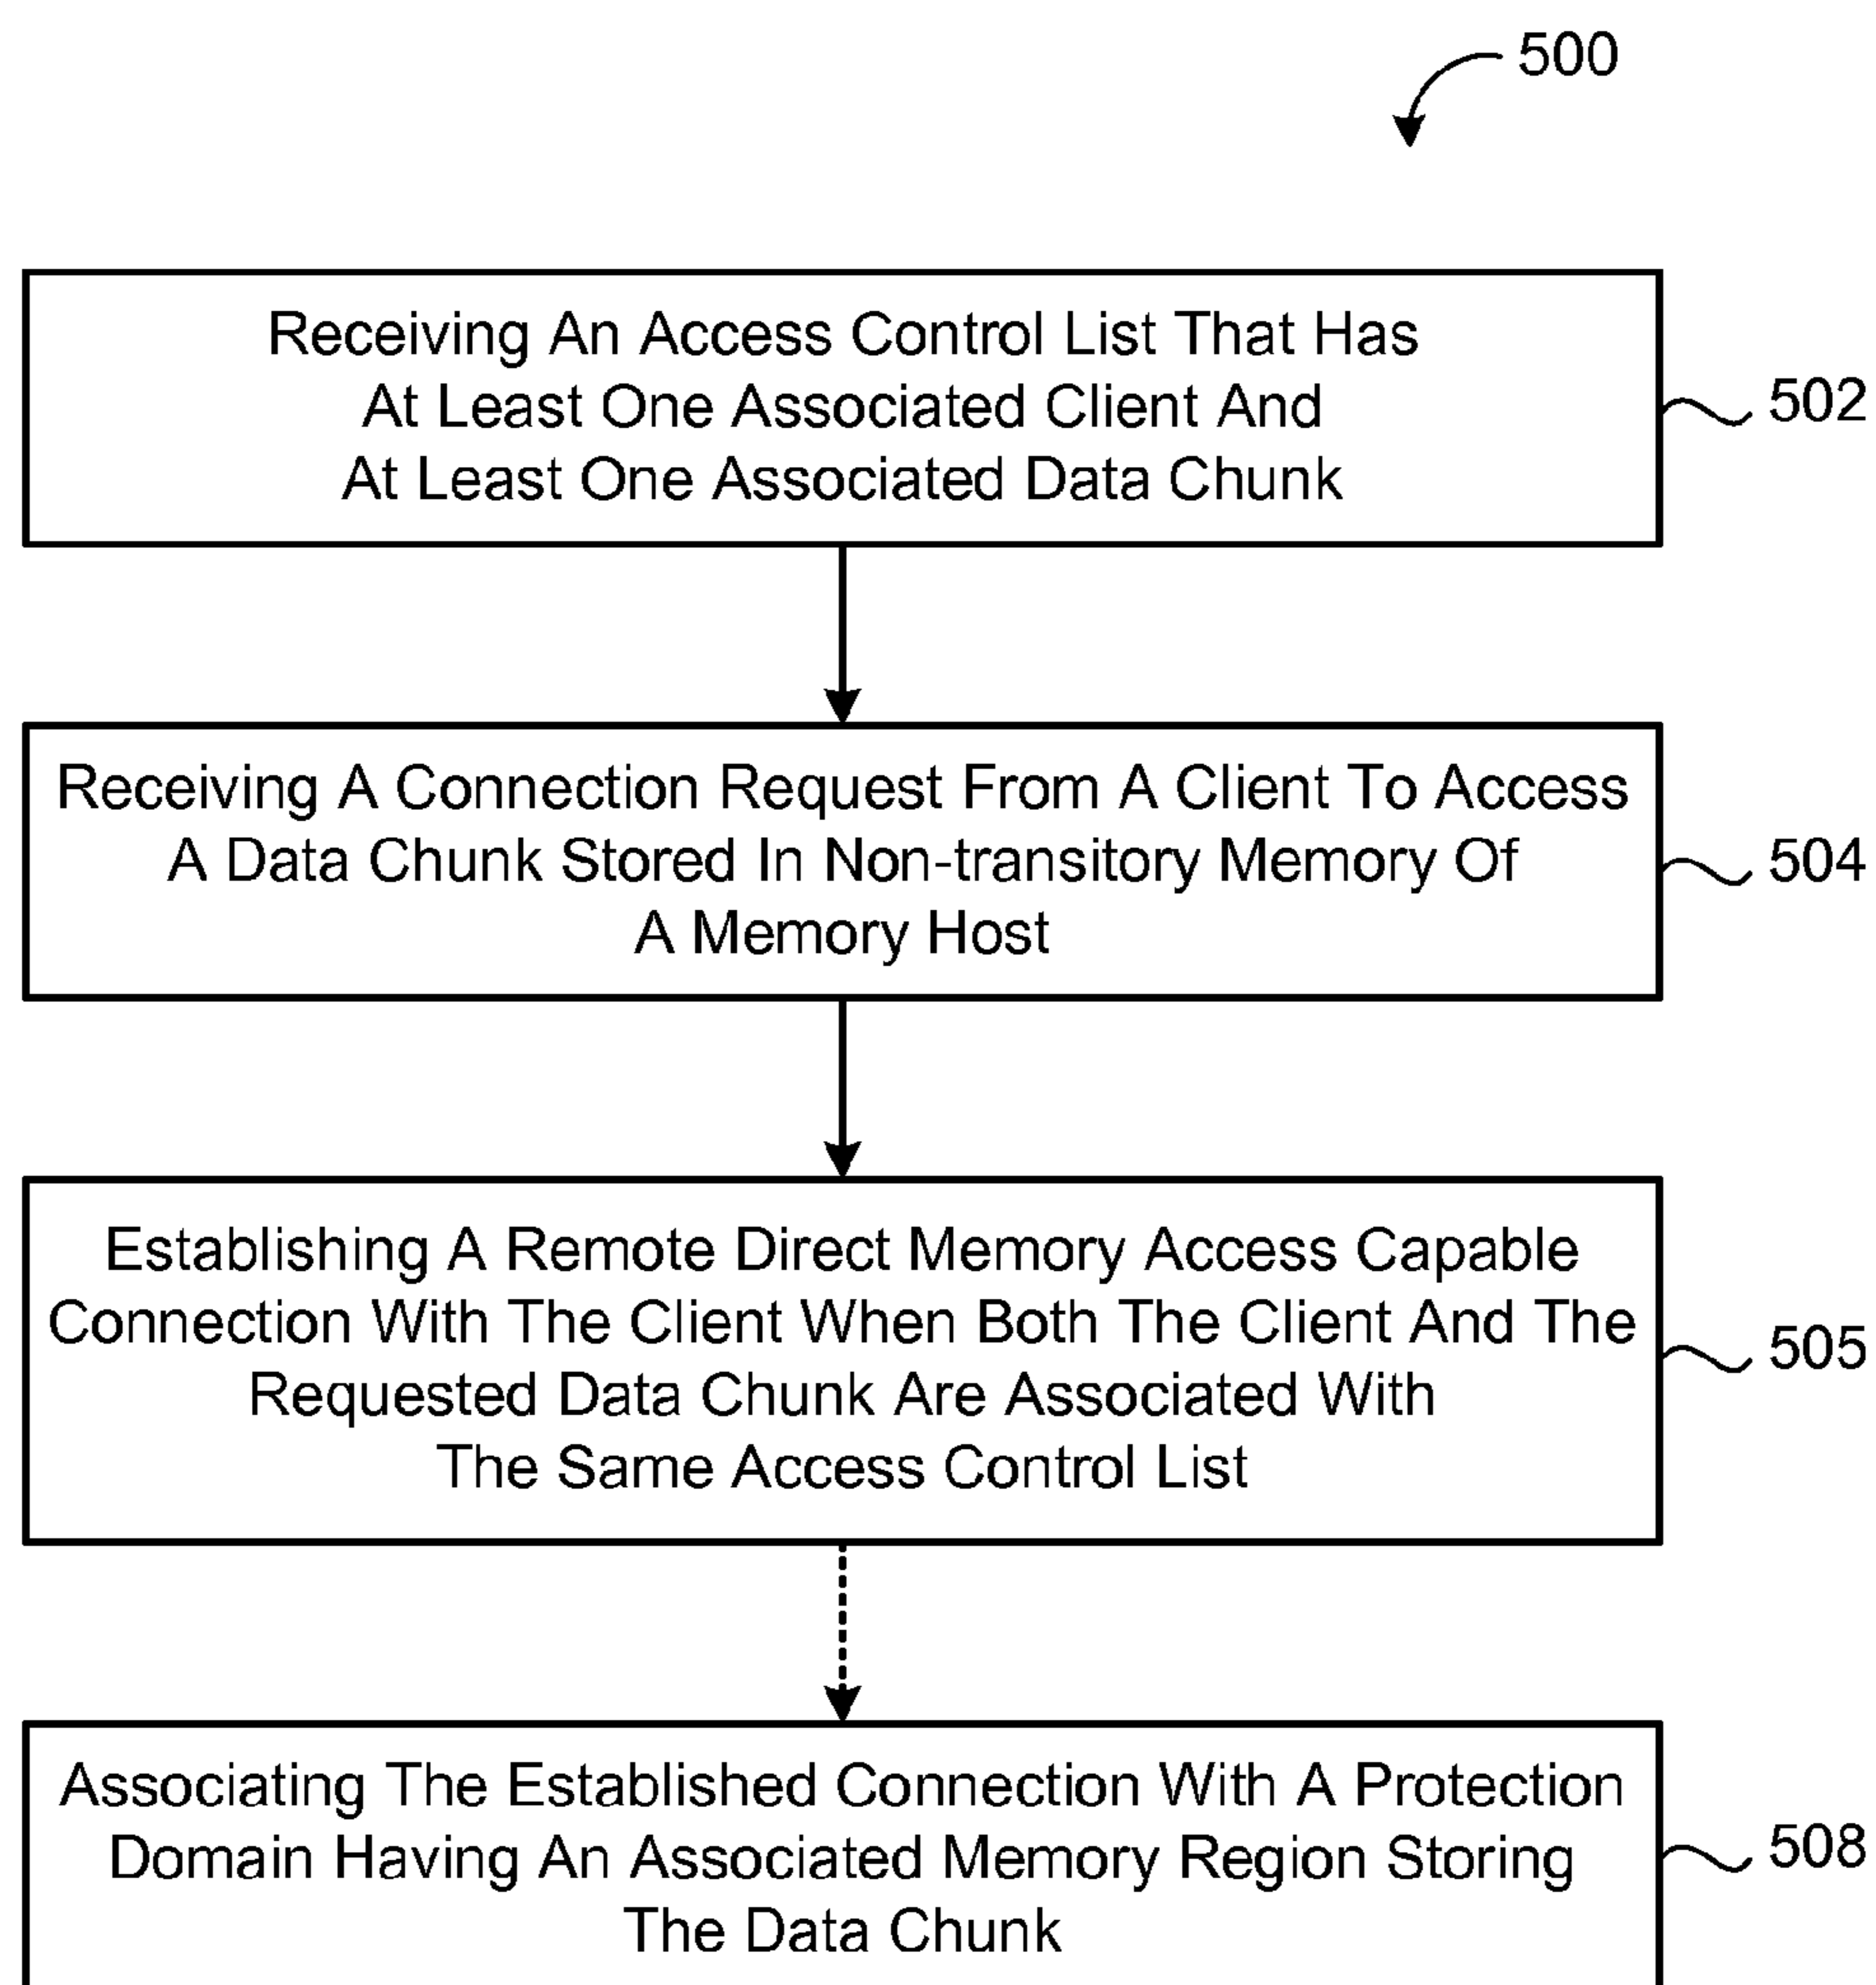 500
Receiving An Access Control List That Has
At Least One Associated Client And
At Least One Associated Data Chunk
502
Receiving A Connection Request From A Client To Access
A Data Chunk Stored In Non-transitory Memory Of
A Memory Host
504
Establishing A Remote Direct Memory Access Capable
Connection With The Client When Both The Client And The
Requested Data Chunk Are Associated With
The Same Access Control List
505
Associating The Established Connection With A Protection
Domain Having An Associated Memory Region Storing
The Data Chunk
508